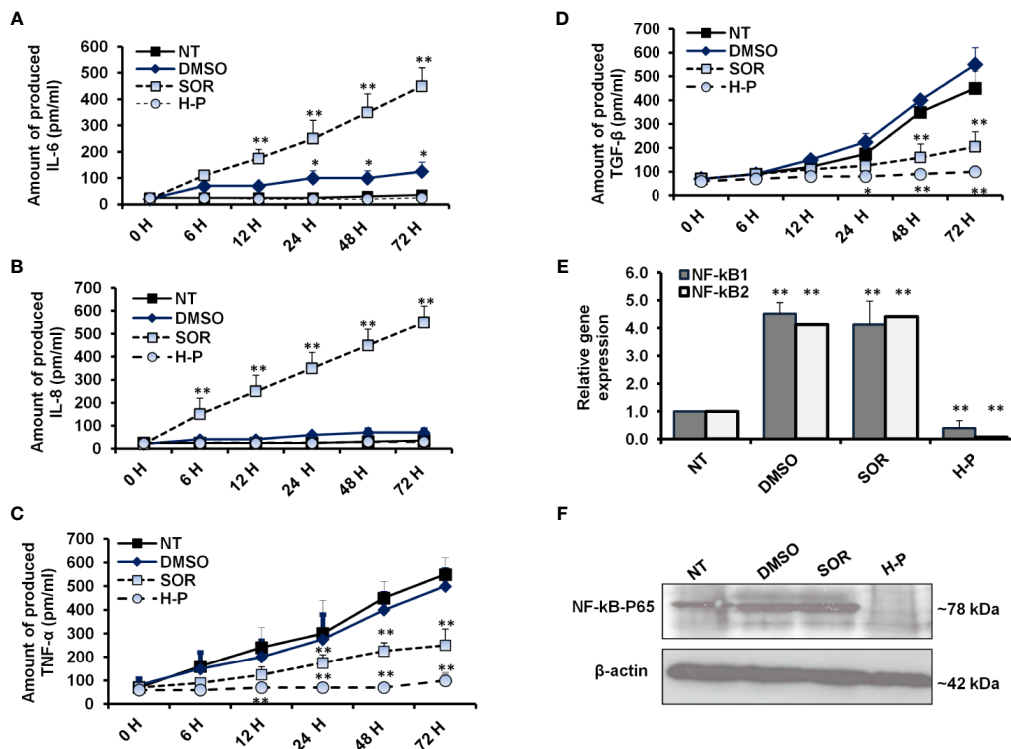 A
Amount of produced
IL-6 (pm/ml)
600
500
400
300
200
100
0
NT
DMSO
SOR
H-P
**
**
**
**
*
*
*
0 H
6 H
12 H
24 H
48 H
72 H
B
Amount of produced
IL-8 (pm/ml)
700
600
500
400
300
200
100
0
NT
DMSO
SOR
H-P
**
**
**
**
**
0 H
6 H
12 H
24 H
48 H
72 H
C
Amount of produced
TNF-α (pm/ml)
700
600
500
400
300
200
100
0
NT
DMSO
SOR
H-P
**
**
**
**
**
**
**
0 H
6 H
12 H
24 H
48 H
72 H
D
Amount of produced
TGF-β (pm/ml)
700
600
500
400
300
200
100
0
NT
DMSO
SOR
H-P
**
**
*
**
**
0 H
6 H
12 H
24 H
48 H
72 H
E
Relative gene
expression
6.0
5.0
4.0
3.0
2.0
1.0
0.0
NF-kB1
NF-kB2
** **
** **
** **
NT
DMSO
SOR
H-P
F
NT
DMSO
SOR
H-P
NF-kB-P65
~78 kDa
β-actin
~42 kDa